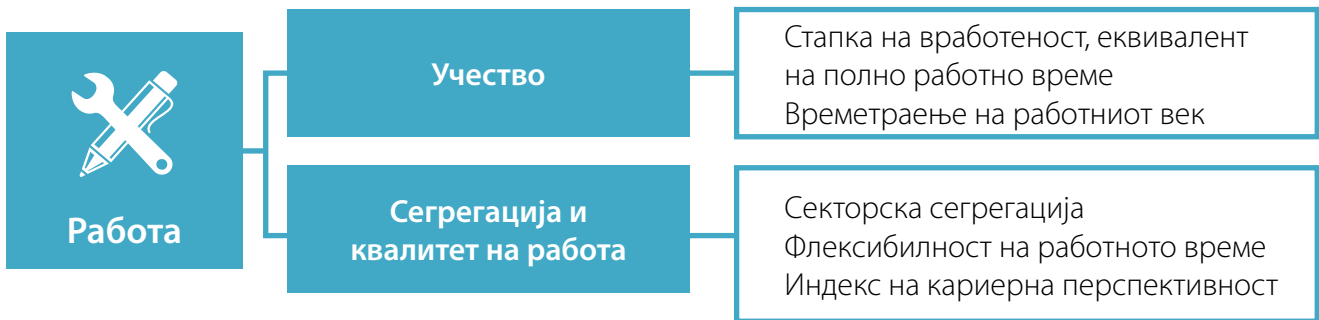 Работа
Учество
Стапка на вработеност, еквивалент
на полно работно време
Времетраење на работниот век
Сегрегација и
квалитет на работа
Секторска сегрегација
Флексибилност на работното време
Индекс на кариерна перспективност